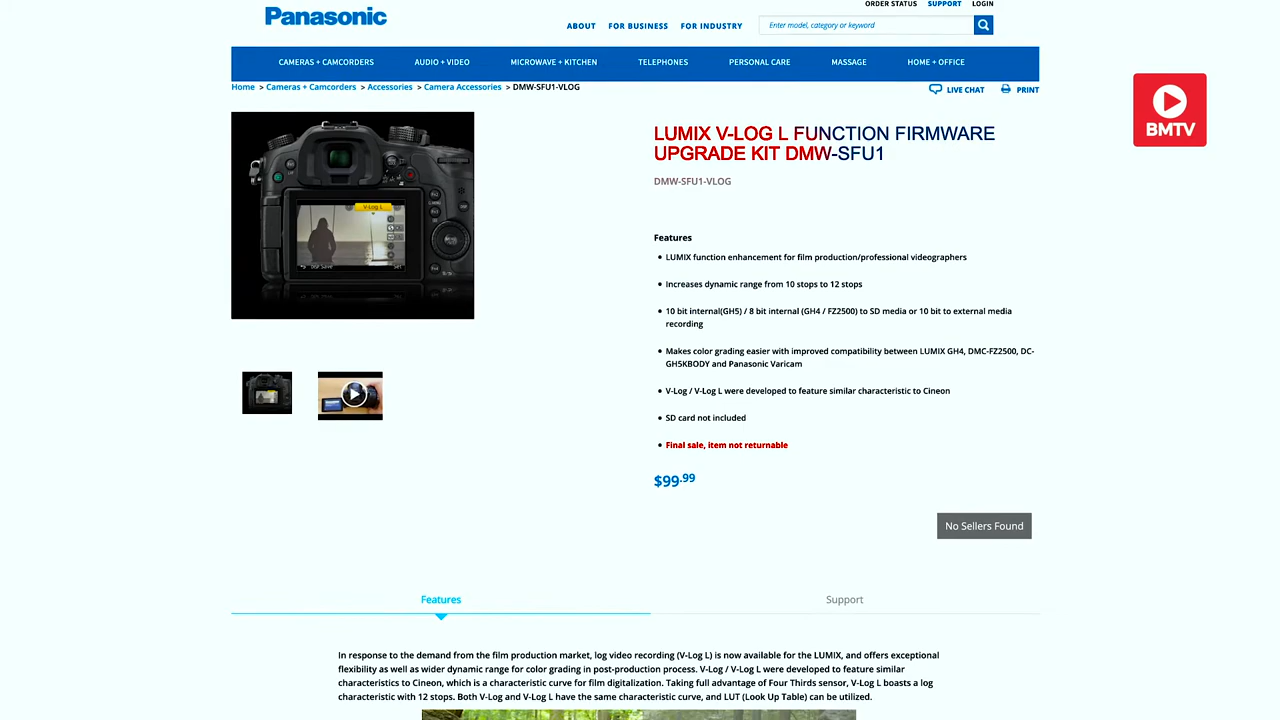 ORDER STATUS SUPPORT LOGIN
Panasonic
ABOUT FOR BUSINESS FOR INDUSTRY Enter model, category or keyword
CAMERAS + CAMCORDERS AUDIO + VIDEO MICROWAVE + KITCHEN TELEPHONES PERSONAL CARE MASSAGE HOME + OFFICE
Home > Cameras + Camcorders > Accessories > Camera Accessories > DMW-SFU1-VLOG
LIVE CHAT PRINT
BMTV
LUMIX V-LOG L FUNCTION FIRMWARE
UPGRADE KIT DMW-SFU1
DMW-SFU1-VLOG
V-Log L
Features
• LUMIX function enhancement for film production/professional videographers
• Increases dynamic range from 10 stops to 12 stops
• 10 bit internal(GH5) / 8 bit internal (GH4 / FZ2500) to SD media or 10 bit to external media
recording
• Makes color grading easier with improved compatibility between LUMIX GH4, DMC-FZ2500, DC-
GH5KBODY and Panasonic Varicam
• V-Log / V-Log L were developed to feature similar characteristic to Cineon
• SD card not included
• Final sale, item not returnable
$99.99
No Sellers Found
Features Support
In response to the demand from the film production market, log video recording (V-Log L) is now available for the LUMIX, and offers exceptional
flexibility as well as wider dynamic range for color grading in post-production process. V-Log / V-Log L were developed to feature similar
characteristics to Cineon, which is a characteristic curve for film digitalization. Taking full advantage of Four Thirds sensor, V-Log L boasts a log
characteristic with 12 stops. Both V-Log and V-Log L have the same characteristic curve, and LUT (Look Up Table) can be utilized.